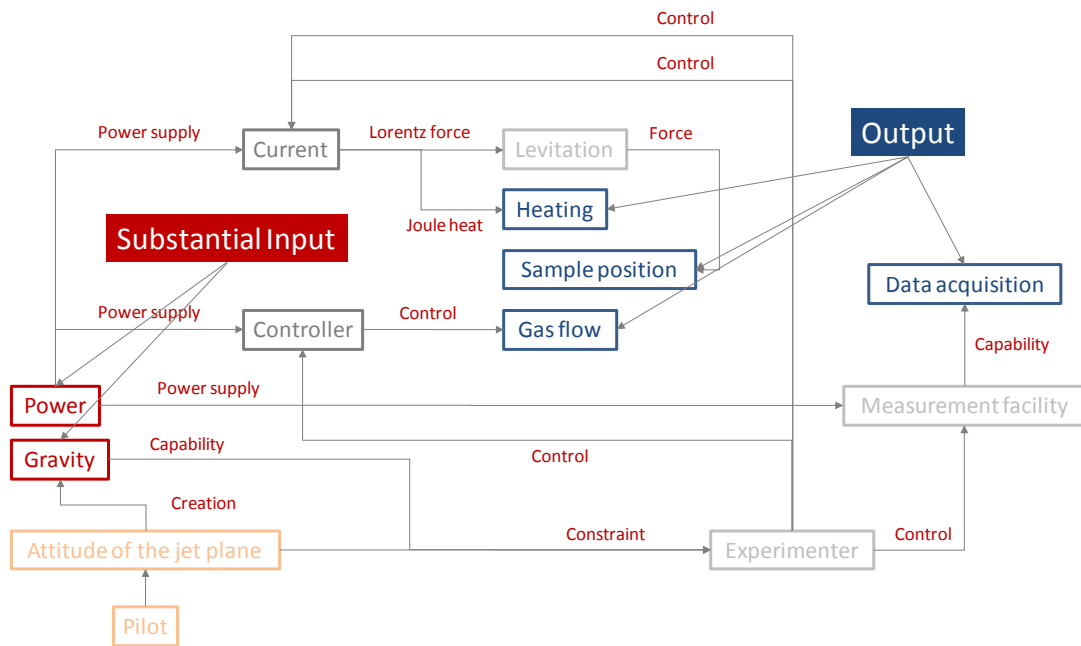 Control
Control
Power supply
Current
Lorentz force
Levitation
Force
Output
Heating
Joule heat
Substantial Input
Sample position
Data acquisition
Power supply
Controller
Control
Gas flow
Capability
Power
Power supply
Measurement facility
Gravity
Capability
Control
Creation
Attitude of the jet plane
Constraint
Experimenter
Control
Pilot